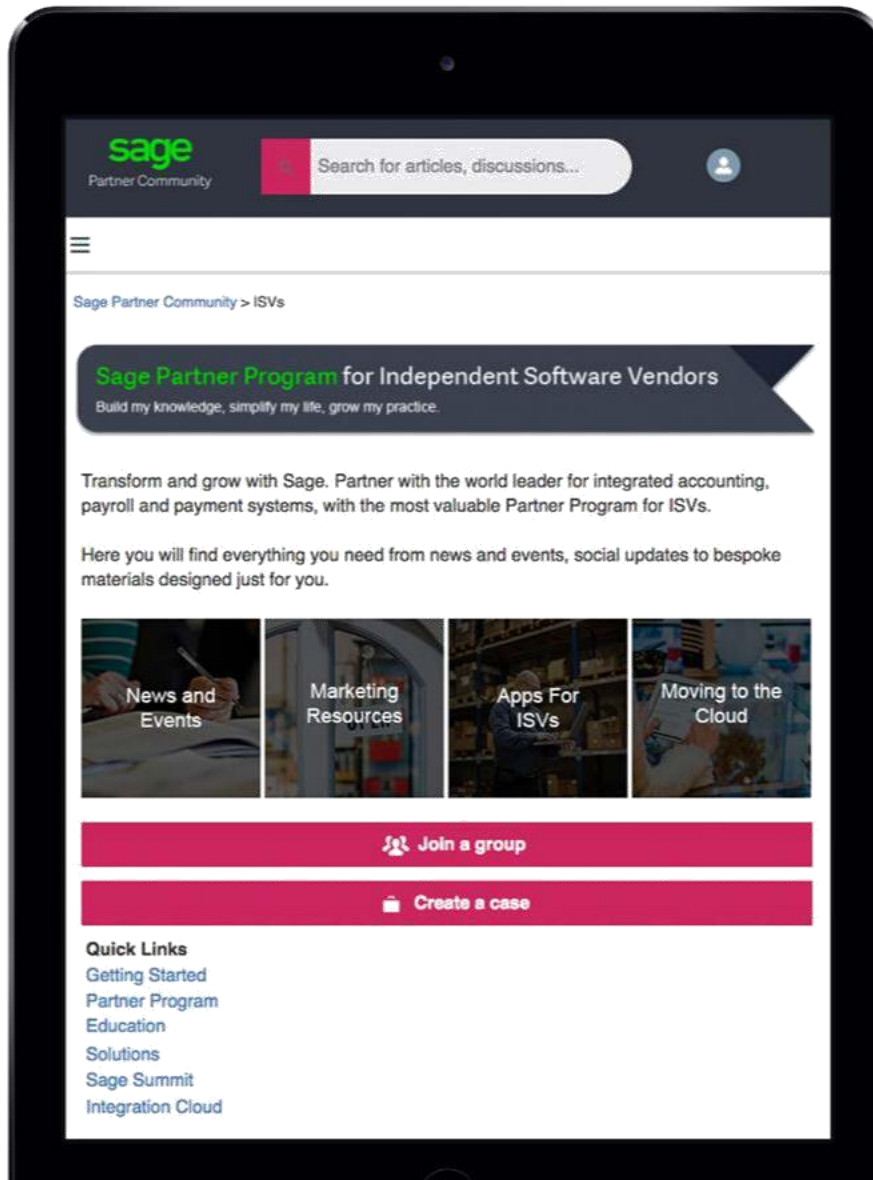 sage
Partner Community
Search for articles, discussions...
Sage Partner Community > ISVs
Sage Partner Program for Independent Software Vendors
Build my knowledge, simplify my life, grow my practice.
Transform and grow with Sage. Partner with the world leader for integrated accounting,
payroll and payment systems, with the most valuable Partner Program for ISVs.
Here you will find everything you need from news and events, social updates to bespoke
materials designed just for you.
News and
Events
Marketing
Resources
Apps For
ISVs
Moving to the
Cloud
Join a group
Create a case
Quick Links
Getting Started
Partner Program
Education
Solutions
Sage Summit
Integration Cloud